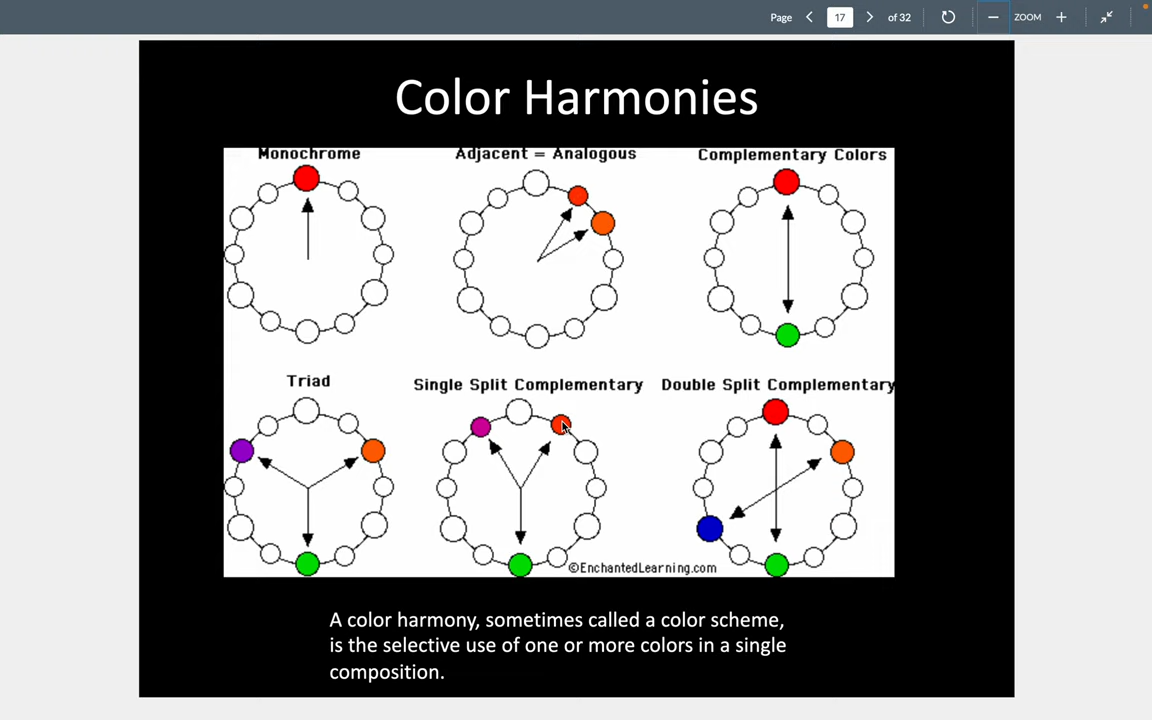 Page 17 of 32 ZOOM
Color Harmonies
Monochrome Adjacent = Analogous Complementary Colors
Triad Single Split Complementary Double Split Complementary
©EnchantedLearning.com
A color harmony, sometimes called a color scheme,
is the selective use of one or more colors in a single
composition.